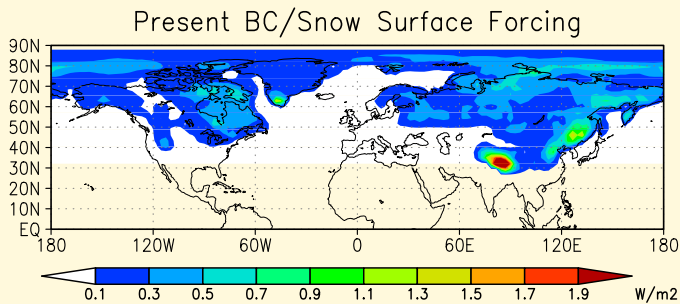 Present BC/Snow Surface Forcing
90N
80N
70N
60N
50N
40N
30N
20N
10N
EQ
180 120W 60W 0 60E 120E 180
0.1 0.3 0.5 0.7 0.9 1.1 1.3 1.5 1.7 1.9 W/m2